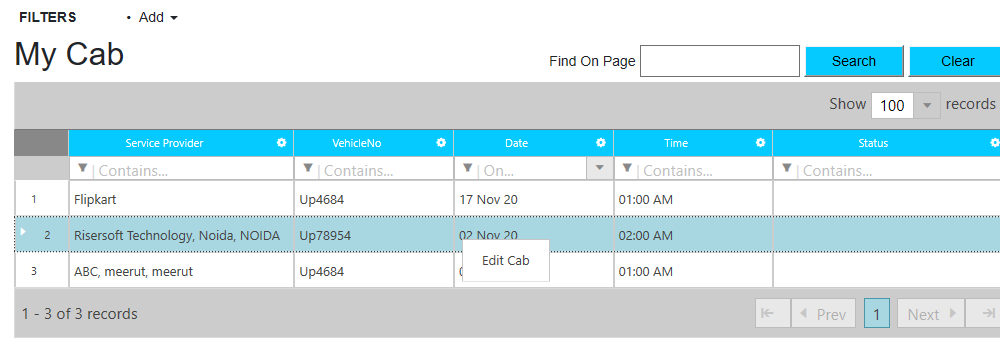 FILTERS • Add
My Cab
Find On Page Search Clear
Show 100 records
Service Provider VehicleNo Date Time Status
Contains... Contains... On... Contains... Contains...
1 Flipkart Up4684 17 Nov 20 01:00 AM
2 Risersoft Technology, Noida, NOIDA Up78954 02 Nov 20 02:00 AM
3 ABC, meerut, meerut Up4684 01:00 AM
Edit Cab
1 - 3 of 3 records Prev 1 Next